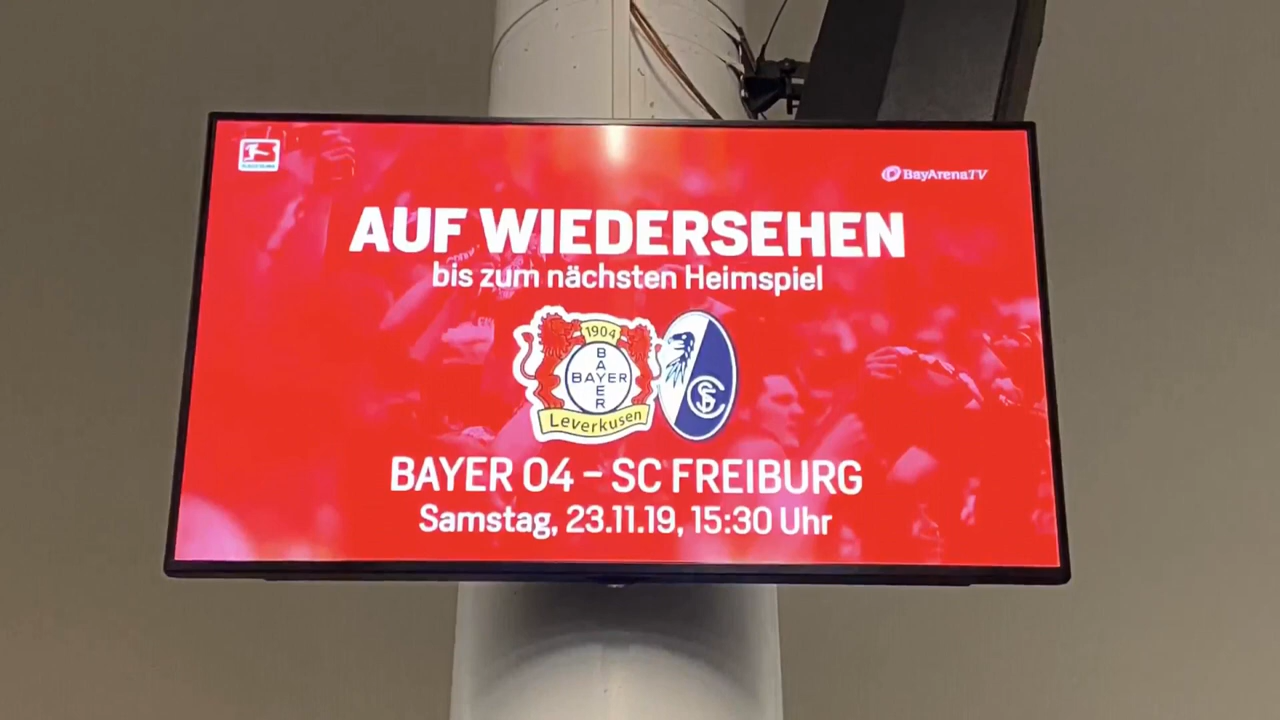 BayArenaTV
AUF WIEDERSEHEN
bis zum nächsten Heimspiel
1904
BAYER
BAYER
Leverkusen
SC
BAYER 04 – SC FREIBURG
Samstag, 23.11.19, 15:30 Uhr